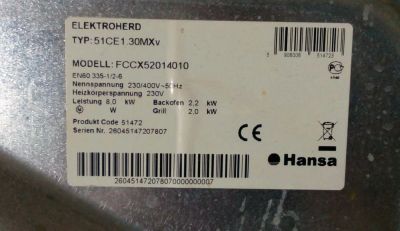 ELEKTROHERD
TYP: 51CE1.30MXv
MODELL: FCCX52014010
EN60 335-1/2-6
Nennspannung 230/400V~50Hz
Heizkörperspannung 230V
Leistung 8,0 kW Backofen 2,2 kW
W Grill 2,0 kW
Produkt Code 51472
Serien Nr. 26045147207807
CE
Hansa
260451472078070000000007